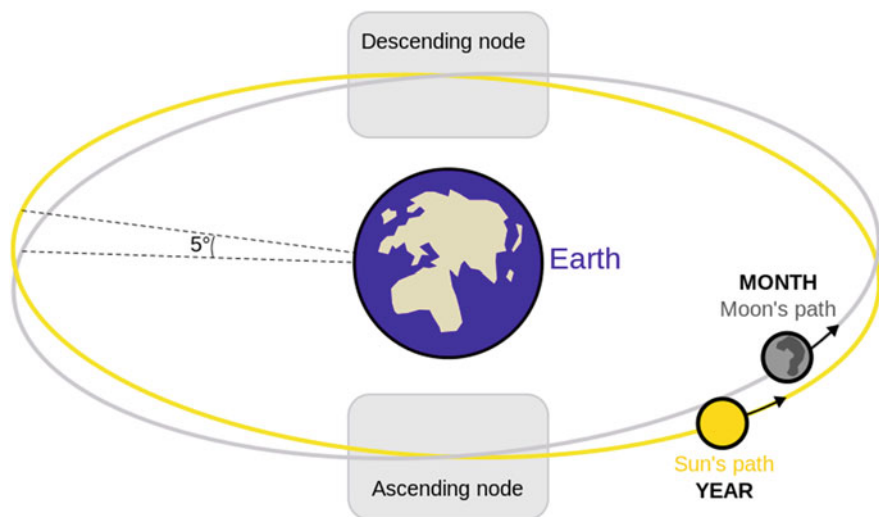 Descending node
5°
Earth
MONTH
Moon's path
Sun's path
YEAR
Ascending node